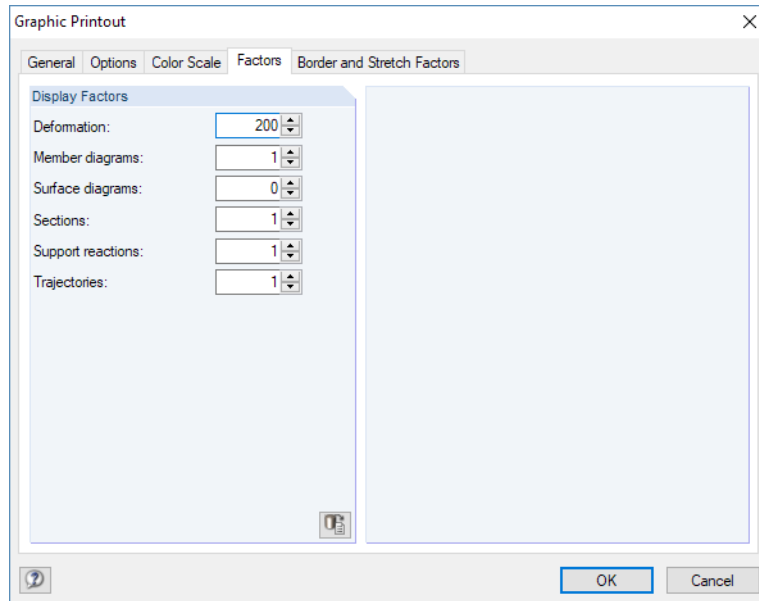 Graphic Printout
General Options Color Scale Factors Border and Stretch Factors
Display Factors
Deformation: 200
Member diagrams: 1
Surface diagrams: 0
Sections: 1
Support reactions: 1
Trajectories: 1
OK Cancel